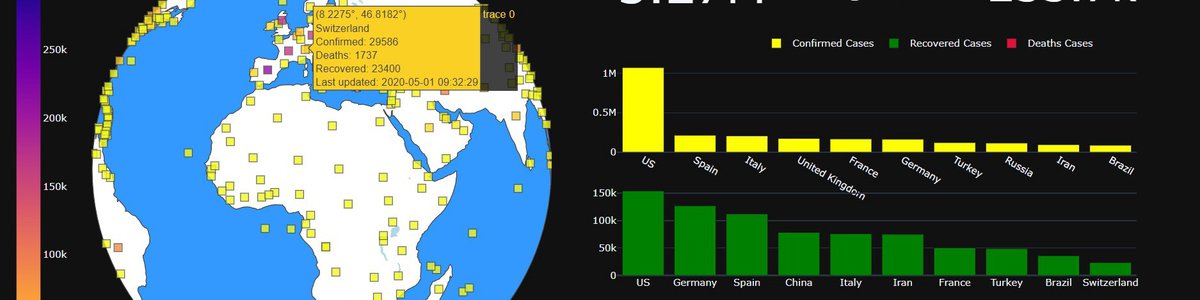 250k
200k
150k
100k
(8.2275°, 46.8182°)
trace 0
Switzerland
Confirmed: 29586
Deaths: 1737
Recovered: 23400
Last updated: 2020-05-01 09:32:29
Confirmed Cases
Recovered Cases
Deaths Cases
1M
0.5M
0
US
Spain
Italy
United Kingdom
France
Germany
Turkey
Russia
Iran
Brazil
150k
100k
50k
0
US
Germany
Spain
China
Italy
Iran
France
Turkey
Brazil
Switzerland